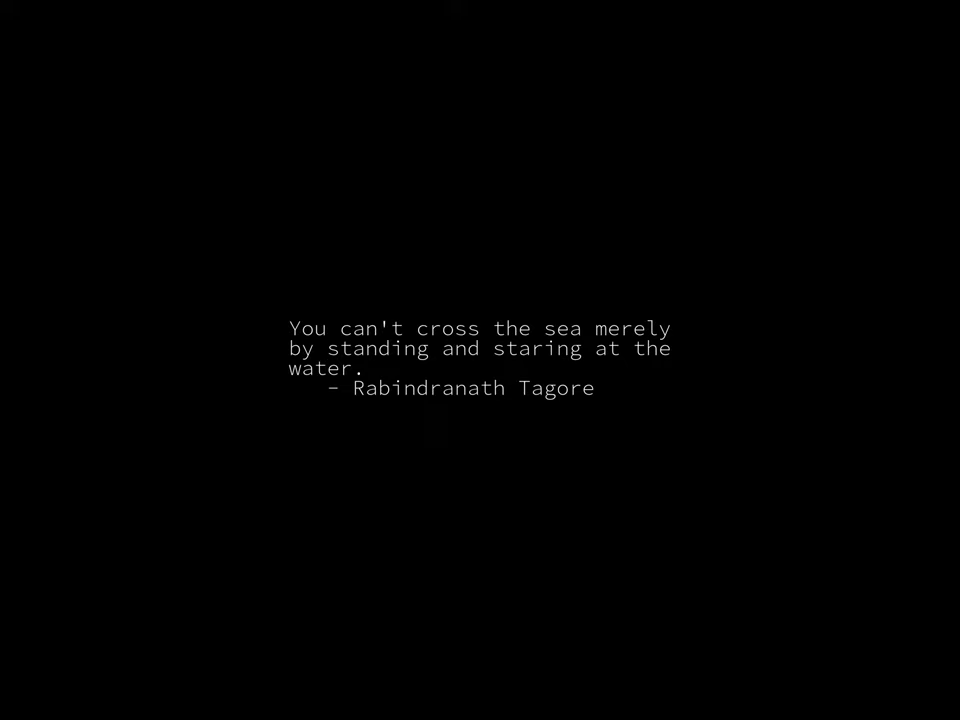 You can't cross the sea merely
by standing and staring at the
water.
- Rabindranath Tagore